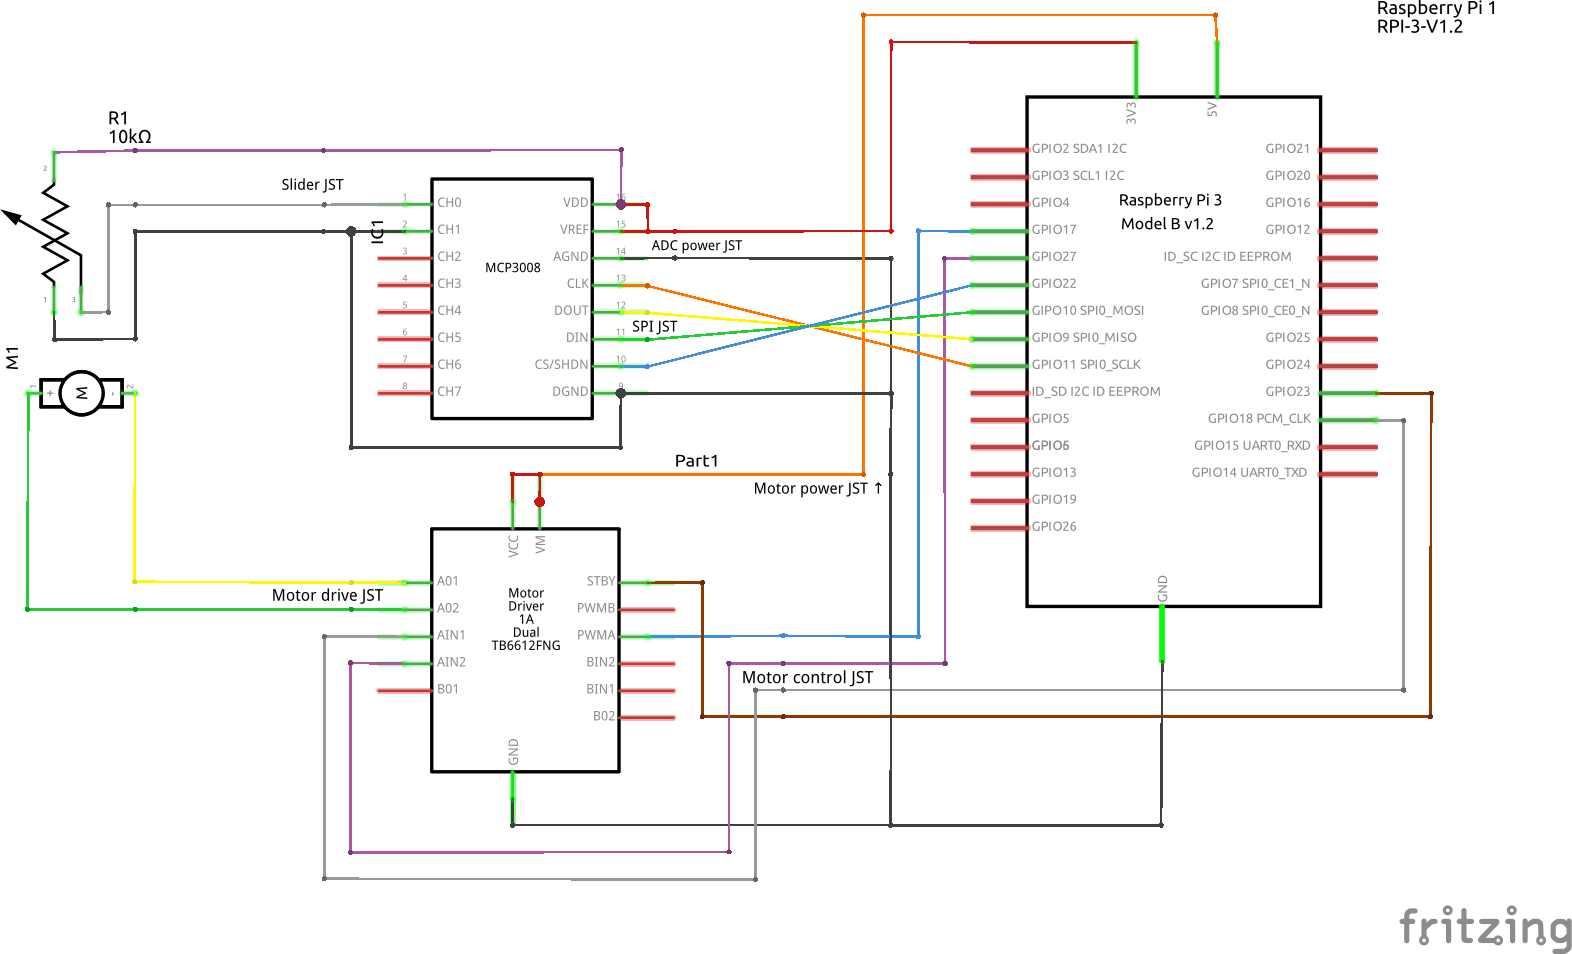 Raspberry Pi 1
RPI-3-V1.2
3V3
5V
R1
10kΩ
2
1
3
Slider JST
IC1
MCP3008
1
CH0
2
CH1
3
CH2
4
CH3
5
CH4
6
CH5
7
CH6
8
CH7
VDD
16
VREF
15
AGND
14
CLK
13
DOUT
12
DIN
11
CS/SHDN
10
DGND
9
ADC power JST
SPI JST
GPIO2 SDA1 I2C
GPIO3 SCL1 I2C
GPIO4
GPIO17
GPIO27
GPIO22
GIPO10 SPI0_MOSI
GPIO9 SPI0_MISO
GPIO11 SPI0_SCLK
ID_SD I2C ID EEPROM
GPIO5
GPIO6
GPIO13
GPIO19
GPIO26
Raspberry Pi 3
Model B v1.2
GPIO21
GPIO20
GPIO16
GPIO12
ID_SC I2C ID EEPROM
GPIO7 SPI0_CE1_N
GPIO8 SPI0_CE0_N
GPIO25
GPIO24
GPIO23
GPIO18 PCM_CLK
GPIO15 UART0_RXD
GPIO14 UART0_TXD
GND
M1
1
+
M
-
2
Part1
Motor power JST ↑
VCC
VM
Motor
Driver
1A
Dual
TB6612FNG
A01
A02
AIN1
AIN2
B01
STBY
PWMB
PWMA
BIN2
BIN1
B02
GND
Motor drive JST
Motor control JST
fritzing